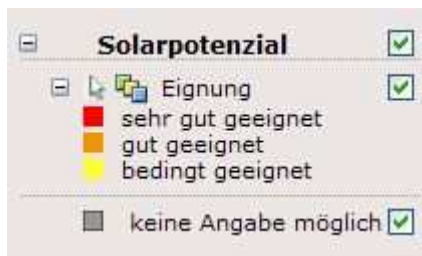 Solarpotenzial
Eignung
sehr gut geeignet
gut geeignet
bedingt geeignet
keine Angabe möglich